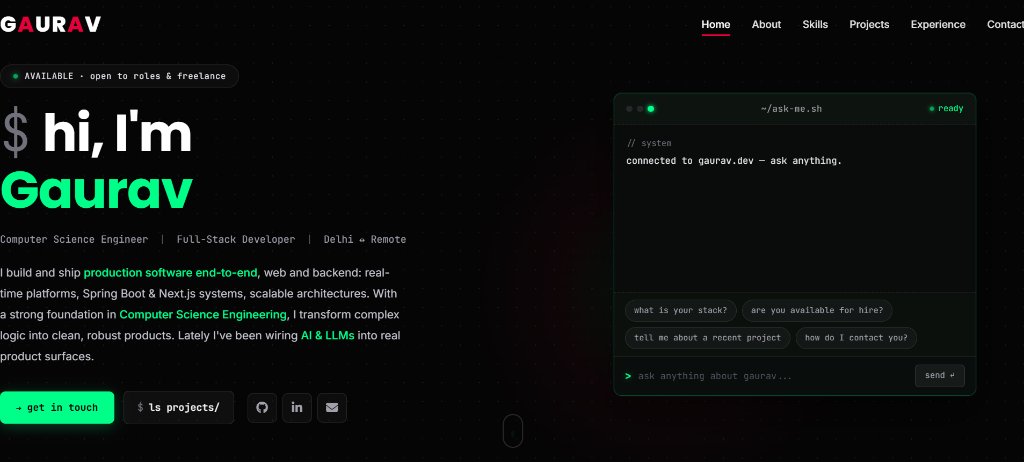 GAURAV
Home About Skills Projects Experience Contact
AVAILABLE · open to roles & freelance
$ hi, I'm
Gaurav
Computer Science Engineer | Full-Stack Developer | Delhi ⇔ Remote
I build and ship production software end-to-end, web and backend: real-
time platforms, Spring Boot & Next.js systems, scalable architectures. With
a strong foundation in Computer Science Engineering, I transform complex
logic into clean, robust products. Lately I've been wiring AI & LLMs into real
product surfaces.
→ get in touch
$ ls projects/
in
~/ask-me.sh
ready
// system
connected to gaurav.dev — ask anything.
what is your stack? are you available for hire?
tell me about a recent project how do I contact you?
> ask anything about gaurav...
send ↵